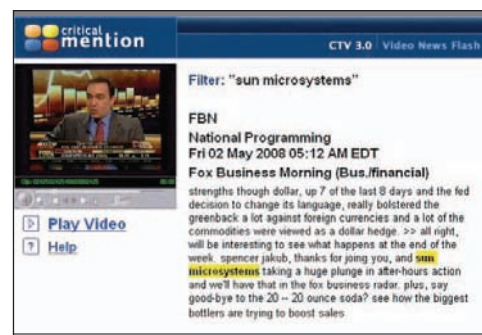 critical
mention
CTV 3.0 Video News Flash
Filter: "sun microsystems"
FBN
National Programming
Fri 02 May 2008 05:12 AM EDT
Fox Business Morning (Bus./financial)
strengths though dollar, up 7 of the last 8 days and the fed
decision to change its language, really bolstered the
greenback a lot against foreign currencies and a lot of the
commodities were viewed as a dollar hedge. >> all right,
will be interesting to see what happens at the end of the
week. spencer jakub, thanks for joing you, and sun
microsystems taking a huge plunge in after-hours action
and we'll have that in the fox business radar. plus, say
good-bye to the 20 -- 20 ounce soda? see how the biggest
bottlers are trying to boost sales
Play Video
? Help